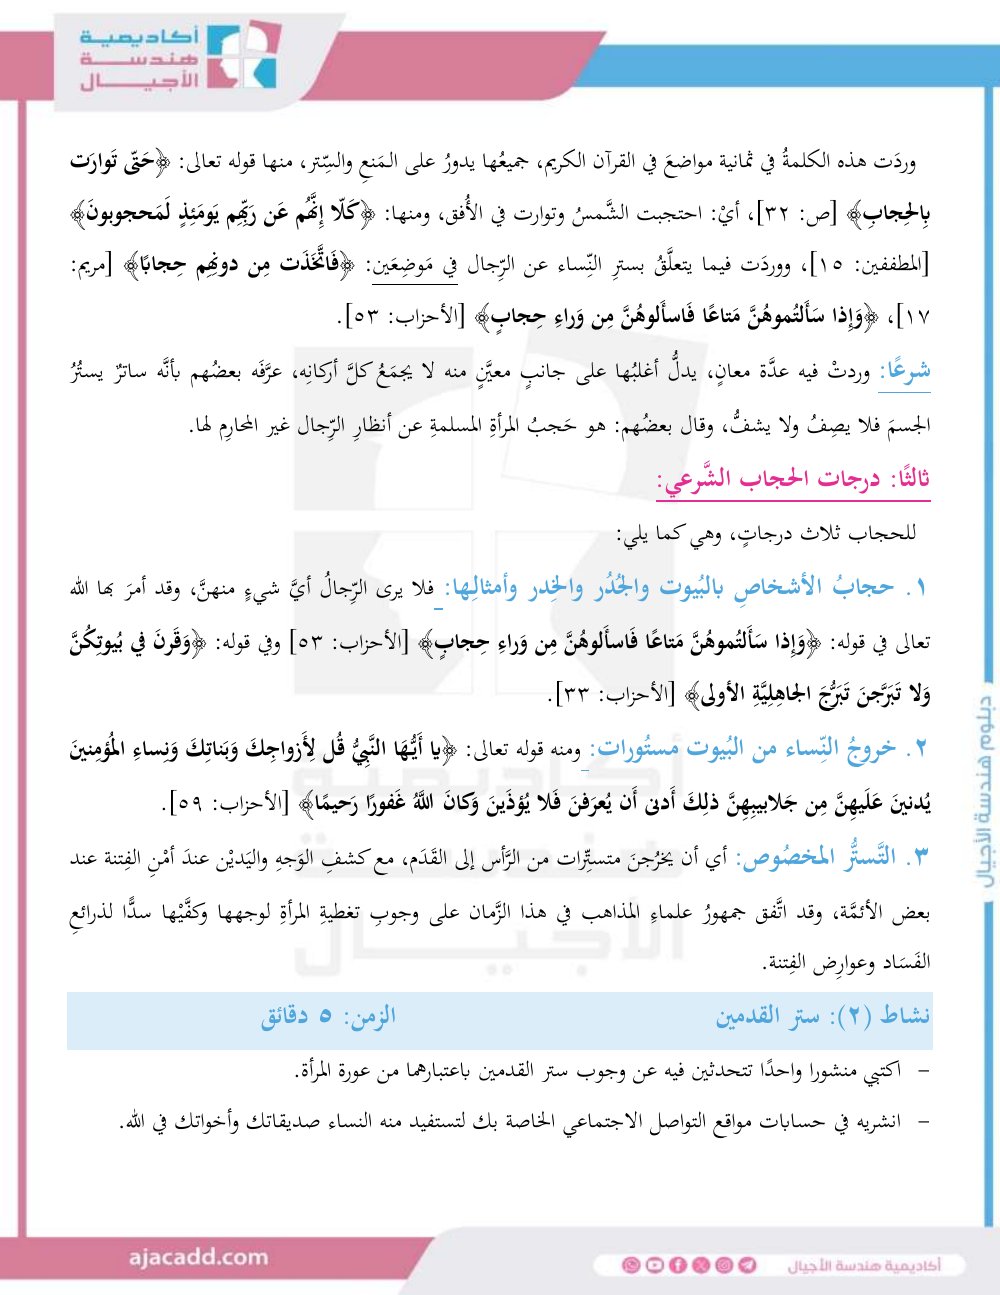 أكاديمية
هندسة
الأجيال
وردَت هذه الكلمةُ في ثمانية مواضعَ في القرآن الكريم، جميعُها يدورُ على المَنعِ والسِّتر، منها قوله تعالى: ﴿حَتّى تَوارَت
بِالحِجابِ﴾ [ص: ٣٢]، أيْ: احتجبت الشَّمسُ وتوارت في الأُفق، ومنها: ﴿كَلّا إِنَّهُم عَن رَبِّهِم يَومَئِذٍ لَمَحجوبونَ﴾
[المطففين: ١٥]، ووردَت فيما يتعلَّقُ بسترِ النِّساء عن الرِّجال في مَوضِعَين: ﴿فَاتَّخَذَت مِن دونِهِم حِجابًا﴾ [مريم:
١٧]، ﴿وَإِذا سَأَلتُموهُنَّ مَتاعًا فَاسأَلوهُنَّ مِن وَراءِ حِجابٍ﴾ [الأحزاب: ٥٣].
شرعًا: وردتْ فيه عدَّة معانٍ، يدلُّ أغلبُها على جانبٍ معيَّنٍ منه لا يجمَعُ كلَّ أركانِه، عرَّفَه بعضُهم بأنَّه ساترٌ يستُرُ
الجسمَ فلا يصِفُ ولا يشفُّ، وقال بعضُهم: هو حَجبُ المرأةِ المسلمةِ عن أنظارِ الرِّجال غير المحارِم لها.
ثالثًا: درجات الحجاب الشَّرعي:
للحجاب ثلاث درجاتٍ، وهي كما يلي:
١. حجابُ الأشخاصِ بالبُيوت والجُدُر والخِدر وأمثالِها: فلا يرى الرِّجالُ أيَّ شيءٍ منهنَّ، وقد أمرَ بها الله
تعالى في قوله: ﴿وَإِذا سَأَلتُموهُنَّ مَتاعًا فَاسأَلوهُنَّ مِن وَراءِ حِجابٍ﴾ [الأحزاب: ٥٣] وفي قوله: ﴿وَقَرنَ في بُيوتِكُنَّ
وَلا تَبَرَّجنَ تَبَرُّجَ الجاهِلِيَّةِ الأولى﴾ [الأحزاب: ٣٣].
٢. خروجُ النِّساء من البُيوت مستُورات: ومنه قوله تعالى: ﴿يا أَيُّهَا النَّبِيُّ قُل لِأَزواجِكَ وَبَناتِكَ وَنِساءِ المُؤمِنينَ
يُدنينَ عَلَيهِنَّ مِن جَلابيبِهِنَّ ذلِكَ أَدنى أَن يُعرَفنَ فَلا يُؤذَينَ وَكانَ اللَّهُ غَفورًا رَحيمًا﴾ [الأحزاب: ٥٩].
٣. التَّستُّر المخصُوص: أي أن يخرُجنَ متستِّرات من الرَّأس إلى القَدَم، مع كشفِ الوَجهِ واليَديْن عندَ أمْنِ الفِتنة عند
بعض الأئمَّة، وقد اتَّفق جمهورُ علماءِ المذاهب في هذا الزَّمان على وجوبِ تغطيةِ المرأةِ لوجهها وكفَّيْها سدًّا لذرائعِ
الفَسَاد وعوارِض الفِتنة.
نشاط (٢): ستر القدمين الزمن: ٥ دقائق
- اكتبي منشورا واحدًا تتحدثين فيه عن وجوب ستر القدمين باعتبارهما من عورة المرأة.
- انشريه في حسابات مواقع التواصل الاجتماعي الخاصة بك لتستفيد منه النساء صديقاتك وأخواتك في الله.
دبلوم هندسة الأجيال
أكاديمية هندسة الأجيال
ajacadd.com